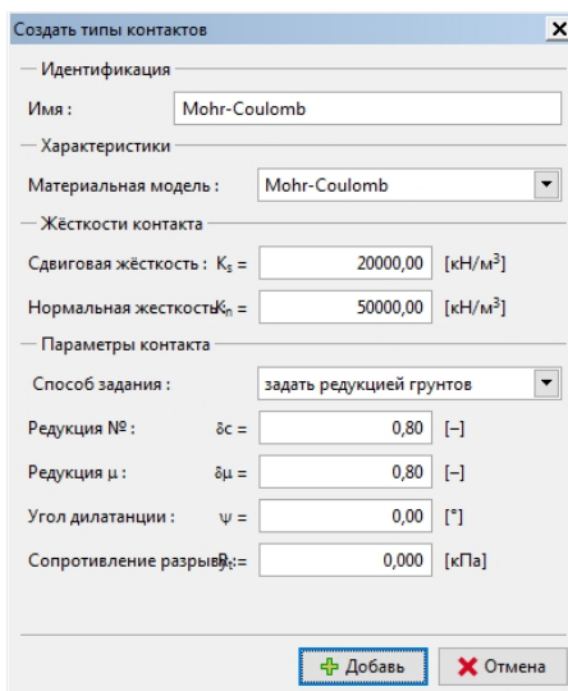 Создать типы контактов
Идентификация
Имя : Mohr-Coulomb
Характеристики
Материальная модель : Mohr-Coulomb
Жёсткости контакта
Сдвиговая жёсткость : Kₛ = 20000,00 [кН/м³]
Нормальная жесткость Kₙ = 50000,00 [кН/м³]
Параметры контакта
Способ задания : задать редукцией грунтов
Редукция № : δc = 0,80 [–]
Редукция μ : δμ = 0,80 [–]
Угол дилатанции : ψ = 0,00 [°]
Сопротивление разрыву : Rₜ = 0,000 [кПа]
Добавь Отмена